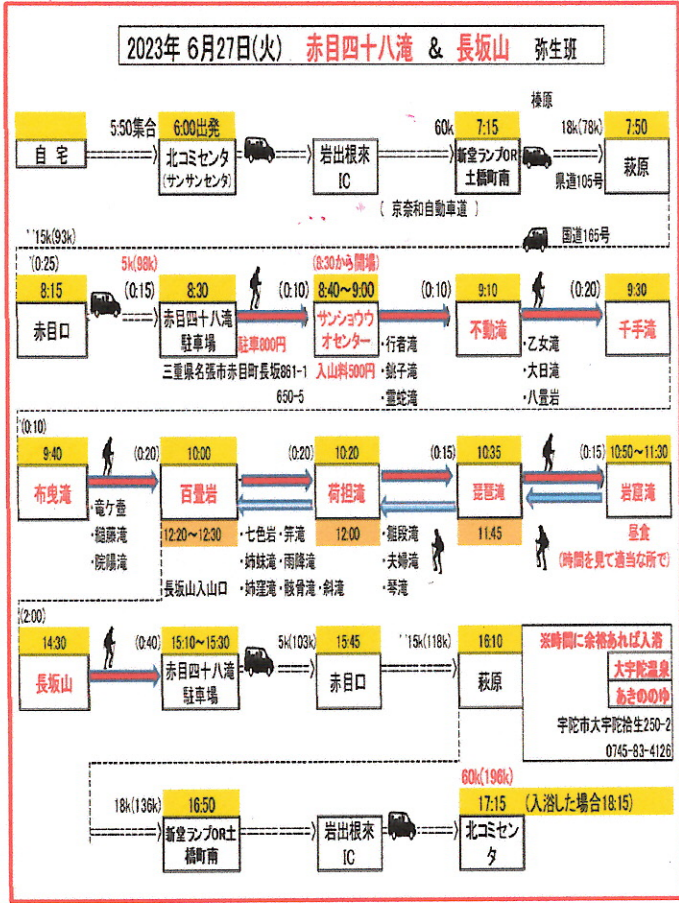 2023年 6月27日(火) 赤目四十八滝 & 長坂山 弥生班
榛原
5:50集合 6:00出発 60k 7:15 18k(78k) 7:50
自宅 北コミセンタ (サンサンセンタ) 岩出根來 IC 新堂ランプOR 土橋町南 県道105号 萩原
( 京奈和自動車道 )
国道165号
15k(93k)
(0:25) 5k(98k) (8:30から開場)
8:15 (0:15) 8:30 (0:10) 8:40~9:00 (0:10) 9:10 (0:20) 9:30
赤目口 赤目四十八滝 駐車場 駐車800円 サンショウウ オセンター 不動滝 千手滝
入山料500円
三重県名張市赤目町長坂861-1
650-5
・行者滝
・銚子滝
・霊蛇滝
・乙女滝
・大日滝
・八畳岩
(0:10)
9:40 (0:20) 10:00 (0:20) 10:20 (0:15) 10:35 (0:15) 10:50~11:30
布曳滝 百畳岩 荷担滝 琵琶滝 岩窟滝
・竜ケ壷
・縋藤滝
・院陽滝
12:20~12:30 12:00 11.45
長坂山入山口
・七色岩・笄滝
・姉妹滝・雨降滝
・姉窪滝・骸骨滝・斜滝
・雛段滝
・夫婦滝
・琴滝
昼食
(時間を見て適当な所で)
(2:00)
14:30 (0:40) 15:10~15:30 5k(103k) 15:45 15k(118k) 16:10
長坂山 赤目四十八滝 駐車場 赤目口 萩原
※時間に余裕あれば入浴
大宇陀温泉
あきののゆ
宇陀市大宇陀拾生250-2
0745-83-4126
60k(196k)
18k(136k) 16:50 17:15 (入浴した場合18:15)
新堂ランプOR土 橋町南 岩出根來 IC 北コミセン タ